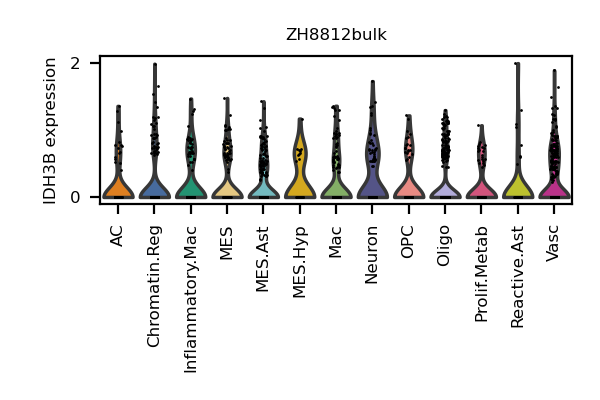 ZH8812bulk
IDH3B expression
2
0
AC
Chromatin.Reg
Inflammatory.Mac
MES
MES.Ast
MES.Hyp
Mac
Neuron
OPC
Oligo
Prolif.Metab
Reactive.Ast
Vasc